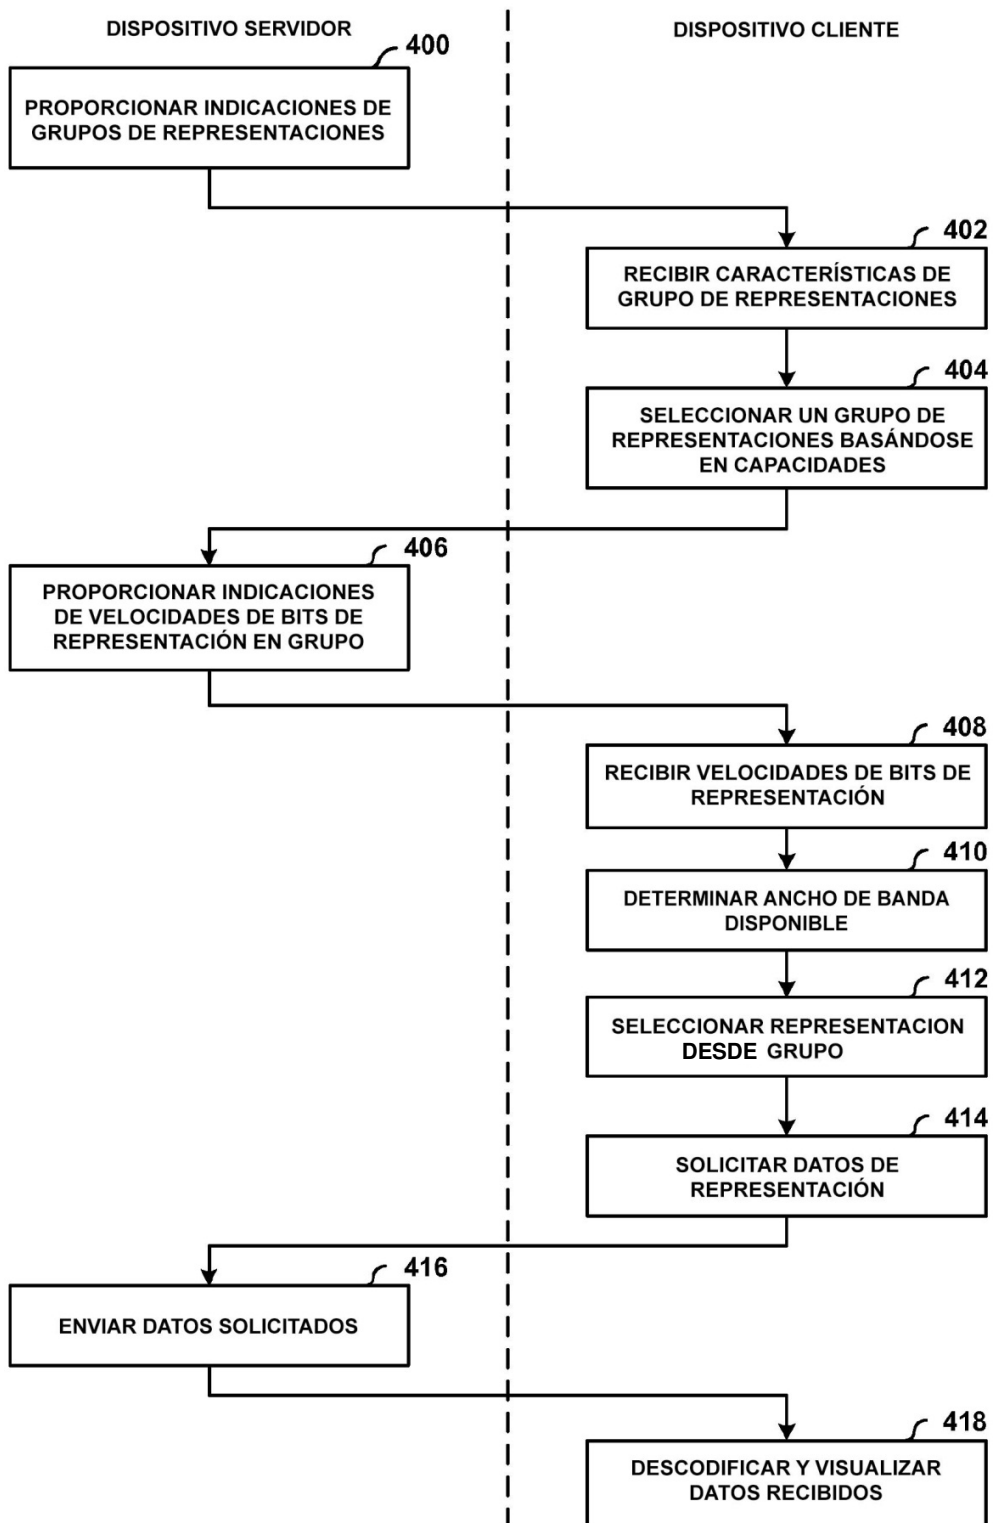 DISPOSITIVO SERVIDOR
DISPOSITIVO CLIENTE
400
PROPORCIONAR INDICACIONES DE
GRUPOS DE REPRESENTACIONES
402
RECIBIR CARACTERÍSTICAS DE
GRUPO DE REPRESENTACIONES
404
SELECCIONAR UN GRUPO DE
REPRESENTACIONES BASÁNDOSE
EN CAPACIDADES
406
PROPORCIONAR INDICACIONES
DE VELOCIDADES DE BITS DE
REPRESENTACIÓN EN GRUPO
408
RECIBIR VELOCIDADES DE BITS DE
REPRESENTACIÓN
410
DETERMINAR ANCHO DE BANDA
DISPONIBLE
412
SELECCIONAR REPRESENTACION
DESDE GRUPO
414
SOLICITAR DATOS DE
REPRESENTACIÓN
416
ENVIAR DATOS SOLICITADOS
418
DESCODIFICAR Y VISUALIZAR
DATOS RECIBIDOS